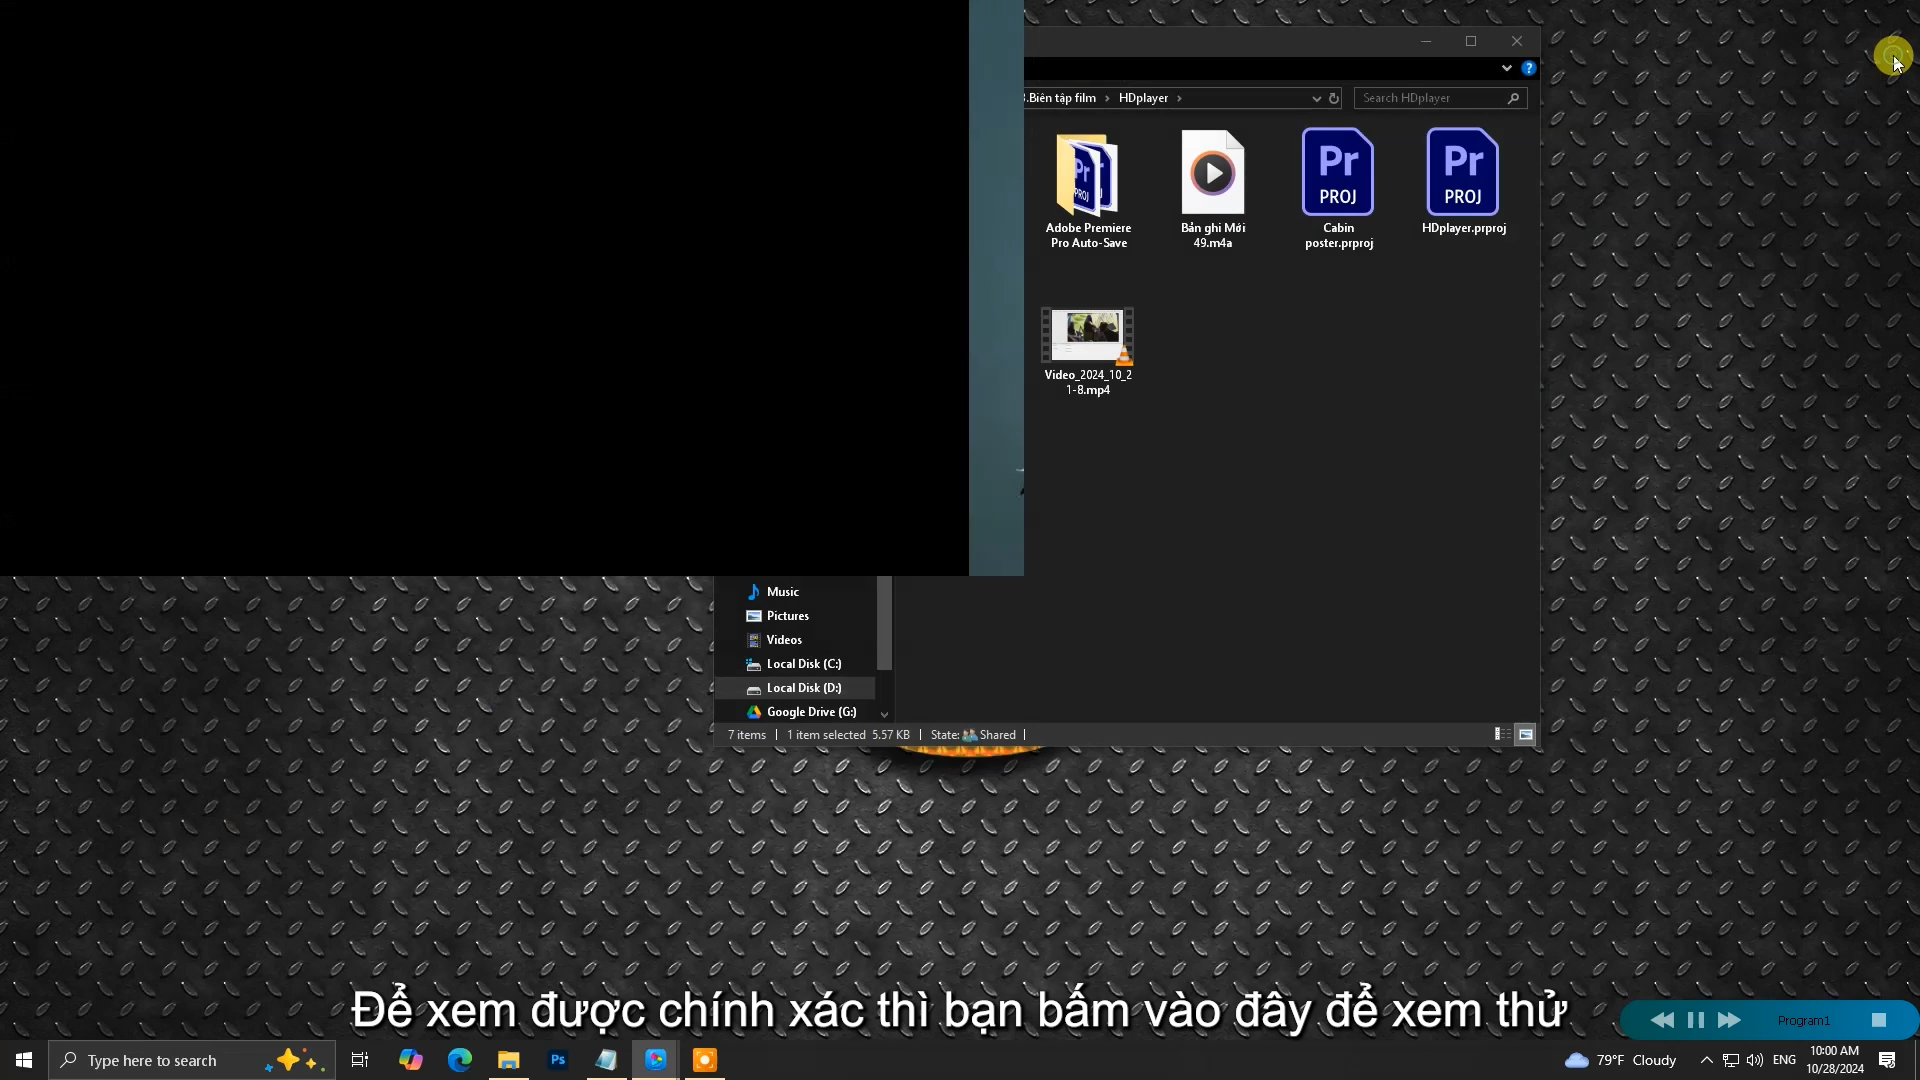 3.Biên tập film > HDplayer >
Search HDplayer
Adobe Premiere
Pro Auto-Save
Bản ghi Mới
49.m4a
Pr
PROJ
Cabin
poster.prproj
Pr
PROJ
HDplayer.prproj
Video_2024_10_2
1-8.mp4
Music
Pictures
Videos
Local Disk (C:)
Local Disk (D:)
Google Drive (G:)
7 items | 1 item selected 5.57 KB | State: Shared |
Để xem được chính xác thì bạn bấm vào đây để xem thử
Program1
Type here to search
Ps
79°F Cloudy
ENG
10:00 AM
10/28/2024